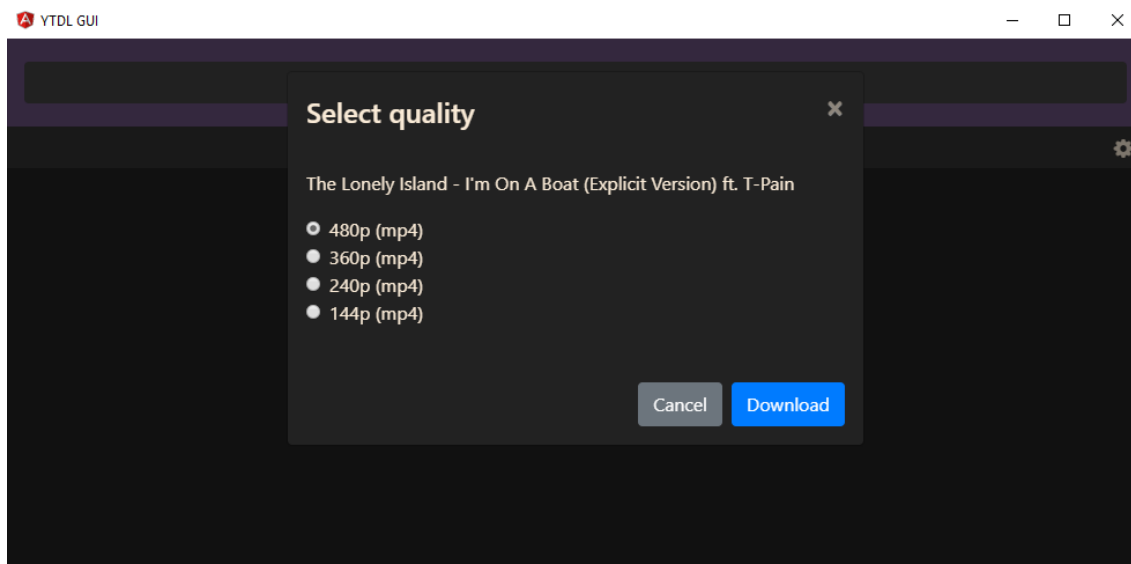 YTDL GUI
Select quality
The Lonely Island - I'm On A Boat (Explicit Version) ft. T-Pain
480p (mp4)
360p (mp4)
240p (mp4)
144p (mp4)
Cancel Download